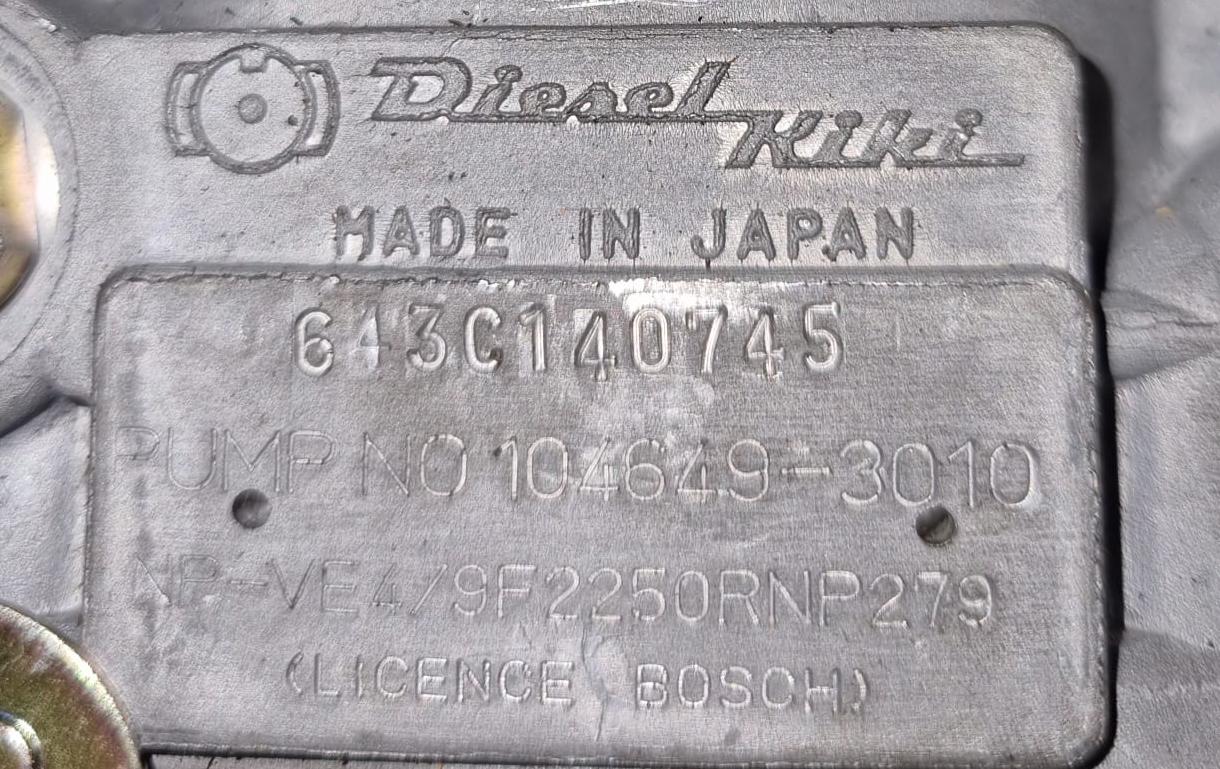 Diesel
Kiki
MADE IN JAPAN
643C140745
PUMP NO 104649-3010
NP-VE4/9F2250RNP279
(LICENCE BOSCH)